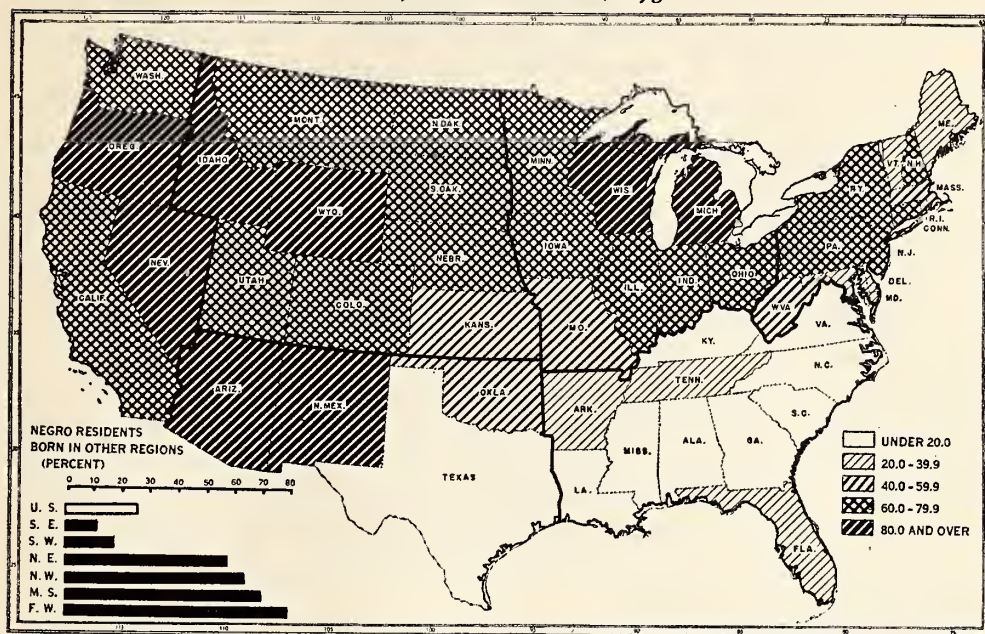 WASH.
MONT.
N.DAK.
MINN.
ME.
OREG.
IDAHO
VT.
N.H.
S.DAK.
WIS.
N.Y.
MASS.
WYO.
MICH.
R.I.
CONN.
IOWA
PA.
NEV.
NEBR.
N.J.
UTAH
ILL.
IND.
OHIO
DEL.
CALIF.
COLO.
MD.
W.VA.
KANS.
MO.
VA.
KY.
N.C.
ARIZ.
N.MEX.
OKLA.
TENN.
ARK.
S.C.
MISS.
ALA.
GA.
TEXAS
LA.
FLA.
NEGRO RESIDENTS
BORN IN OTHER REGIONS
(PERCENT)
0 10 20 30 40 50 60 70 80
U. S.
S. E.
S. W.
N. E.
N. W.
M. S.
F. W.
UNDER 20.0
20.0 - 39.9
40.0 - 59.9
60.0 - 79.9
80.0 AND OVER